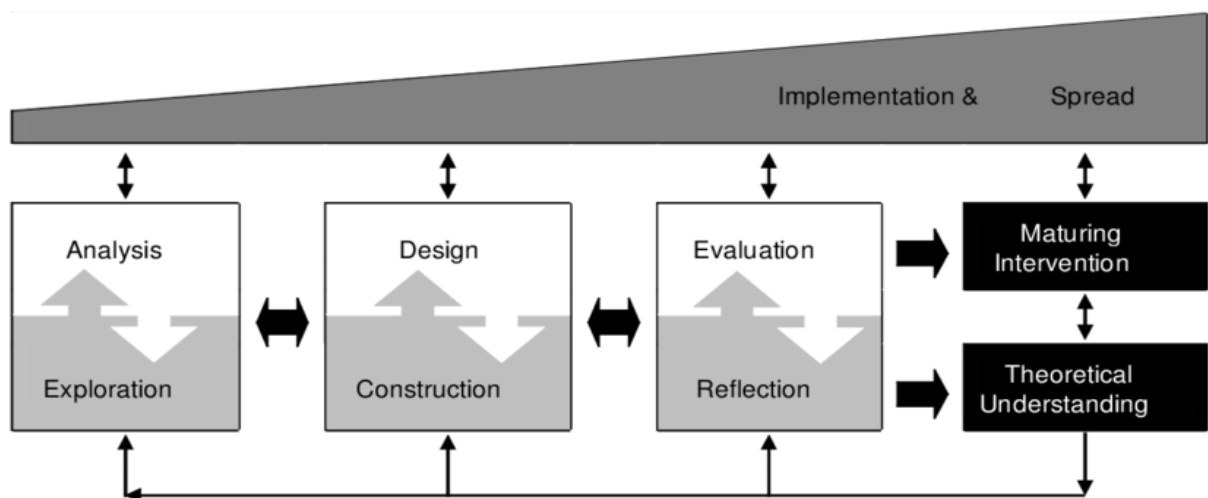 Implementation & Spread
Analysis
Design
Evaluation
Maturing
Intervention
Exploration
Construction
Reflection
Theoretical
Understanding